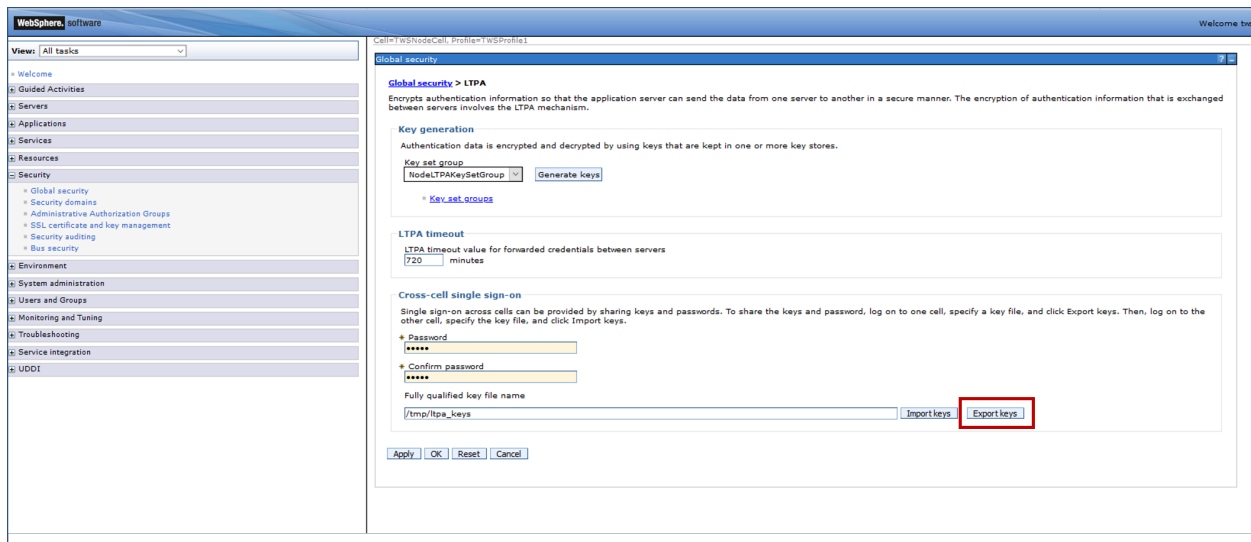 WebSphere. software
Welcome tw
View: All tasks
Cell=TWSNodeCell, Profile=TWSProfile1
Welcome
Guided Activities
Servers
Applications
Services
Resources
Security
Global security
Security domains
Administrative Authorization Groups
SSL certificate and key management
Security auditing
Bus security
Environment
System administration
Users and Groups
Monitoring and Tuning
Troubleshooting
Service integration
UDDI
Global security ? -
Global security > LTPA
Encrypts authentication information so that the application server can send the data from one server to another in a secure manner. The encryption of authentication information that is exchanged
between servers involves the LTPA mechanism.
Key generation
Authentication data is encrypted and decrypted by using keys that are kept in one or more key stores.
Key set group
NodeLTPAKeySetGroup Generate keys
Key set groups
LTPA timeout
LTPA timeout value for forwarded credentials between servers
720 minutes
Cross-cell single sign-on
Single sign-on across cells can be provided by sharing keys and passwords. To share the keys and password, log on to one cell, specify a key file, and click Export keys. Then, log on to the
other cell, specify the key file, and click Import keys.
* Password
•••••
* Confirm password
•••••
Fully qualified key file name
/tmp/ltpa_keys Import keys Export keys
Apply OK Reset Cancel